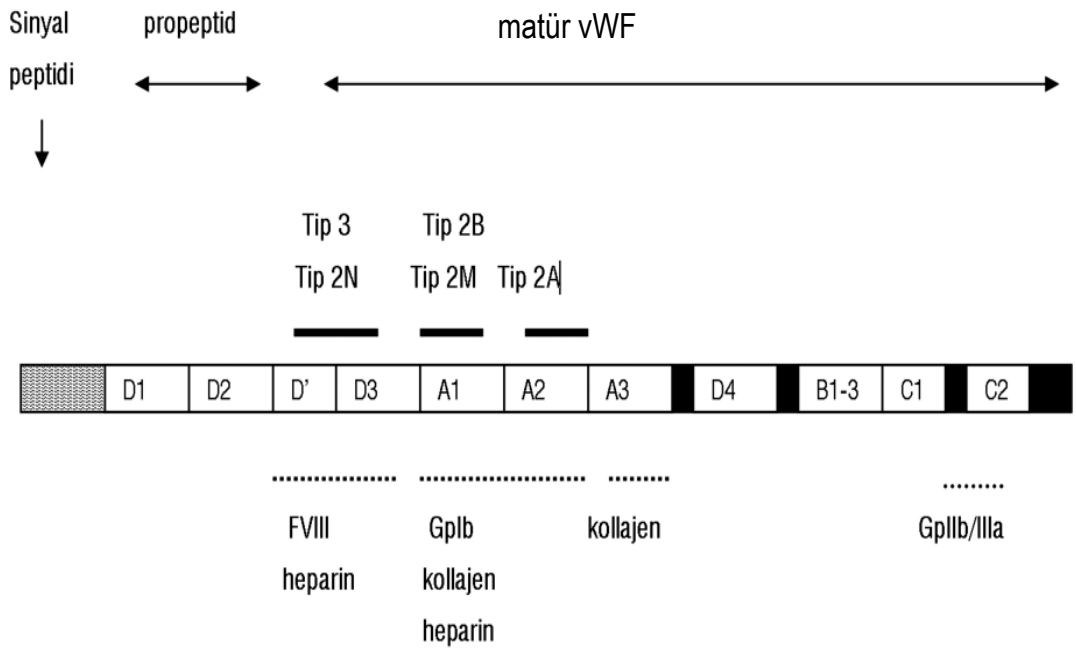 Sinyal propeptid matür vWF
peptidi
Tip 3 Tip 2B
Tip 2N Tip 2M Tip 2A
D1 D2 D' D3 A1 A2 A3 D4 B1-3 C1 C2
FVIII GpIb kollajen GpIIb/IIIa
heparin kollajen
heparin